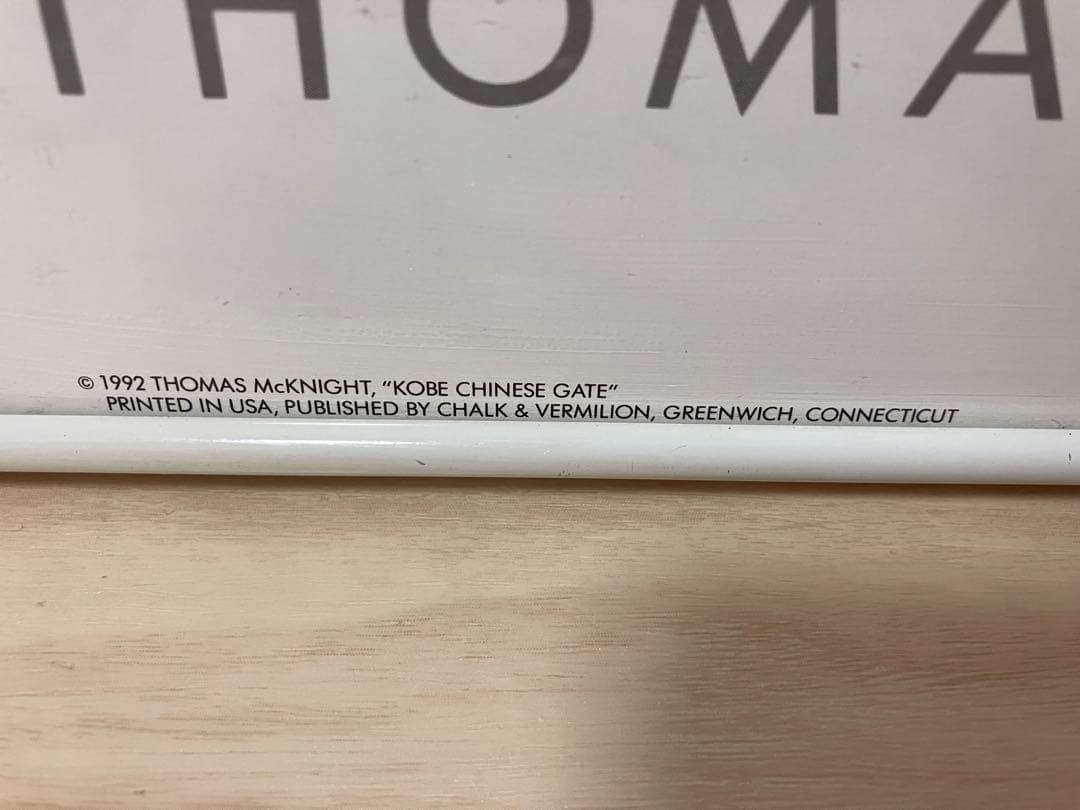 THOMA
© 1992 THOMAS McKNIGHT, “KOBE CHINESE GATE”
PRINTED IN USA, PUBLISHED BY CHALK & VERMILION, GREENWICH, CONNECTICUT